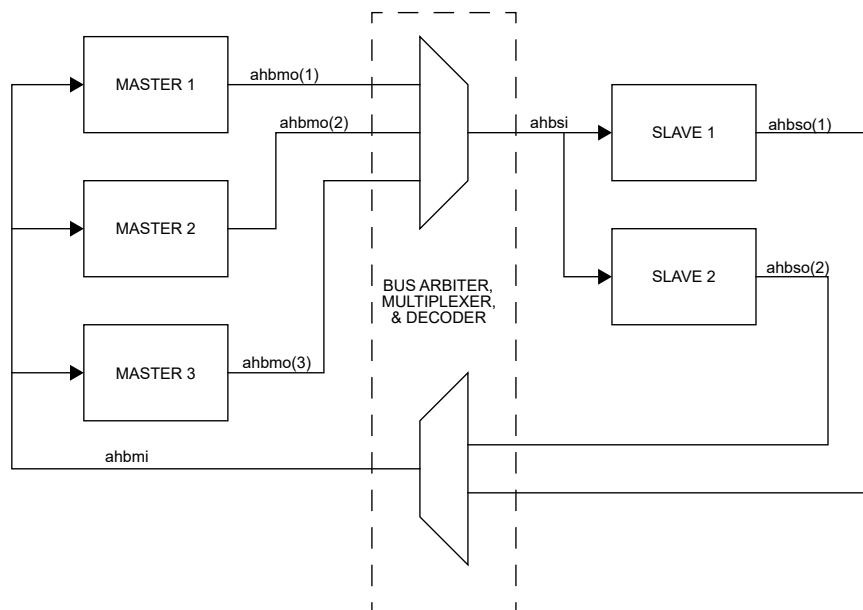 MASTER 1
ahbmo(1)
ahbmo(2)
ahbsi
SLAVE 1
ahbso(1)
MASTER 2
SLAVE 2
ahbso(2)
BUS ARBITER,
MULTIPLEXER,
& DECODER
MASTER 3
ahbmo(3)
ahbmi